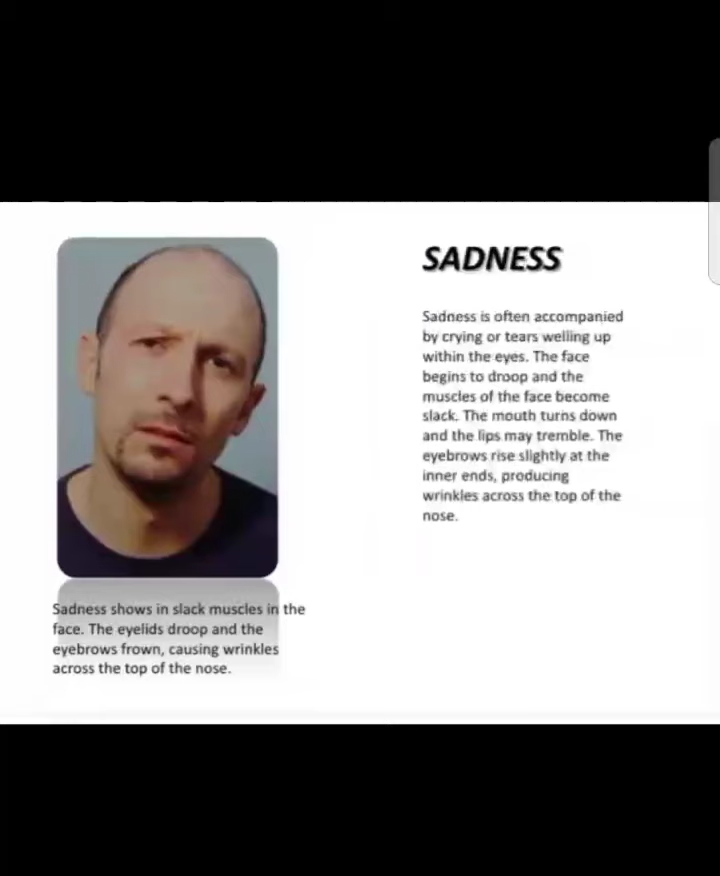 SADNESS
Sadness is often accompanied
by crying or tears welling up
within the eyes. The face
begins to droop and the
muscles of the face become
slack. The mouth turns down
and the lips may tremble. The
eyebrows rise slightly at the
inner ends, producing
wrinkles across the top of the
nose.
Sadness shows in slack muscles in the
face. The eyelids droop and the
eyebrows frown, causing wrinkles
across the top of the nose.